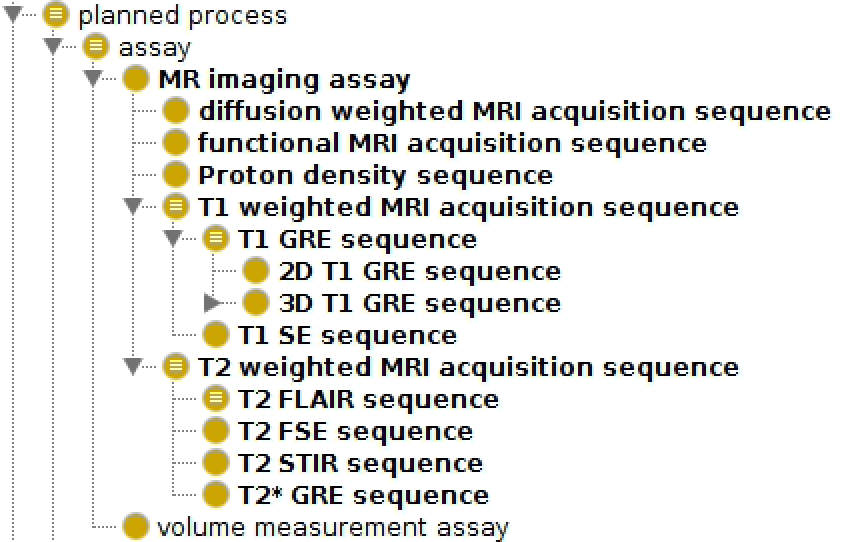 planned process
assay
MR imaging assay
diffusion weighted MRI acquisition sequence
functional MRI acquisition sequence
Proton density sequence
T1 weighted MRI acquisition sequence
T1 GRE sequence
2D T1 GRE sequence
3D T1 GRE sequence
T1 SE sequence
T2 weighted MRI acquisition sequence
T2 FLAIR sequence
T2 FSE sequence
T2 STIR sequence
T2* GRE sequence
volume measurement assay